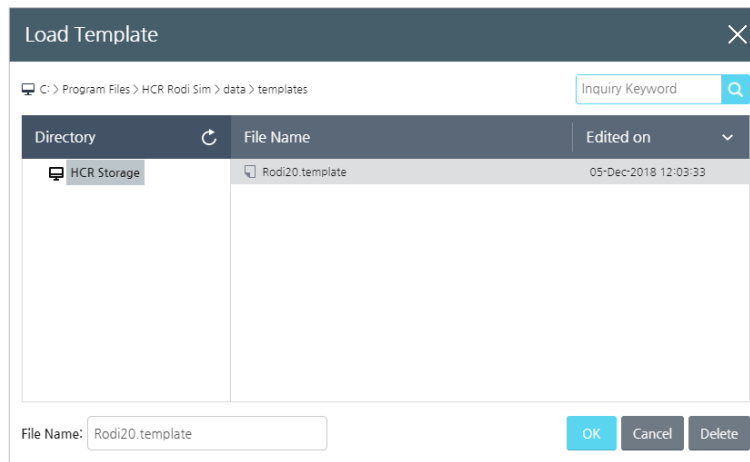 Load Template
C: > Program Files > HCR Rodi Sim > data > templates
Inquiry Keyword
Directory File Name Edited on
HCR Storage Rodi20.template 05-Dec-2018 12:03:33
File Name: Rodi20.template OK Cancel Delete